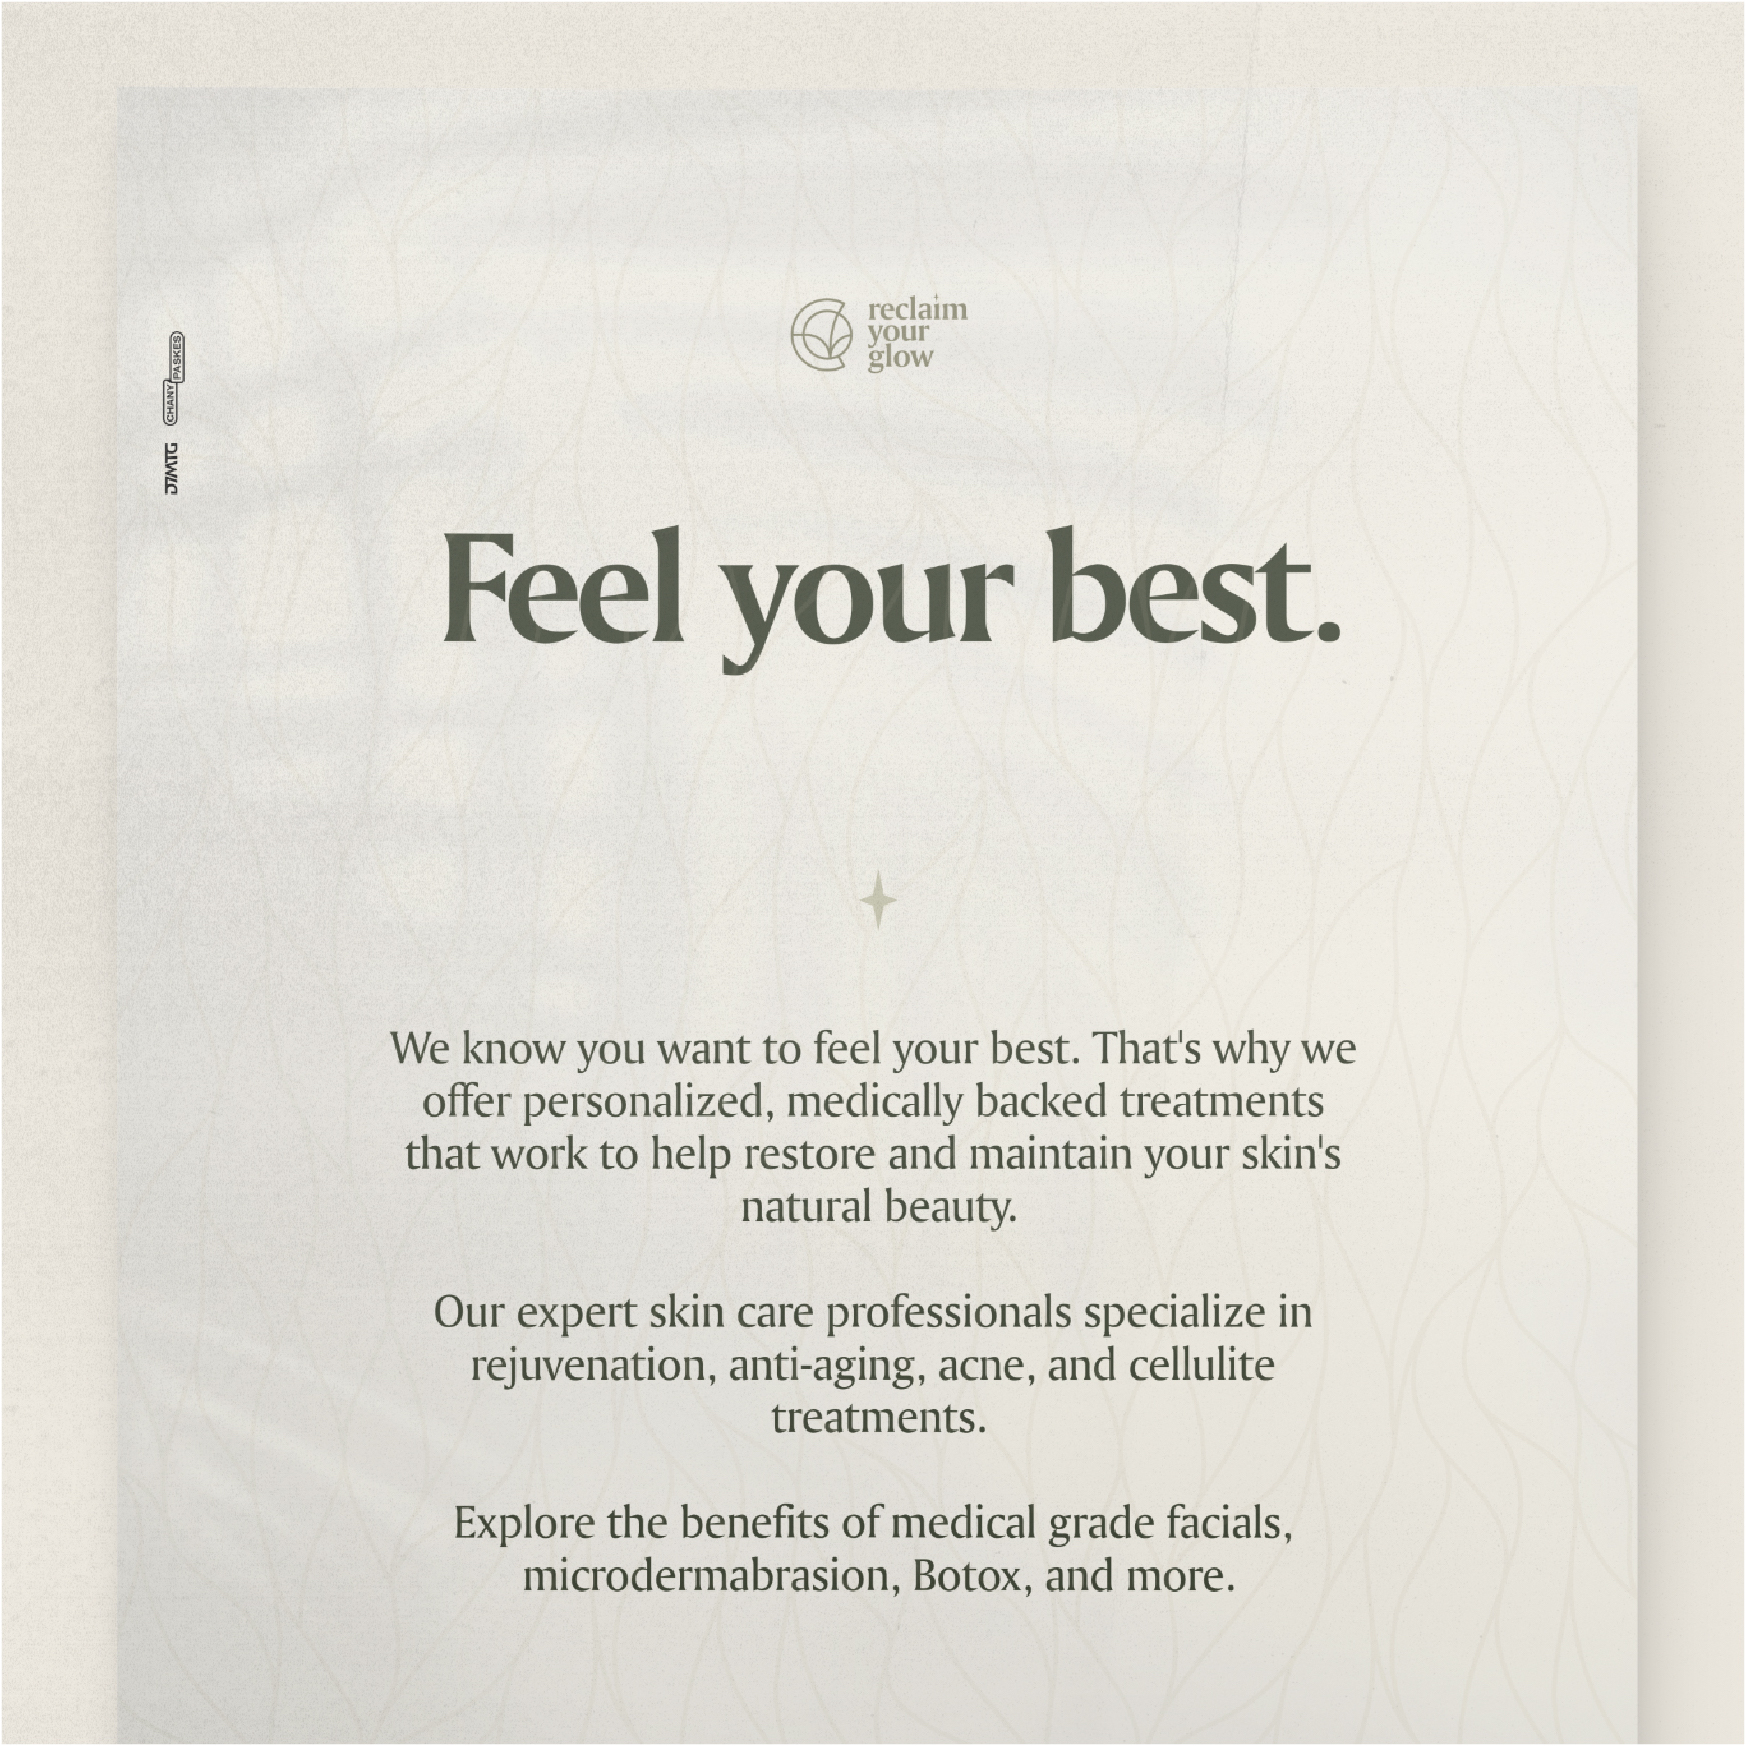 reclaim
your
glow
CHANY
PASKES
Feel your best.
We know you want to feel your best. That's why we
offer personalized, medically backed treatments
that work to help restore and maintain your skin's
natural beauty.
Our expert skin care professionals specialize in
rejuvenation, anti-aging, acne, and cellulite
treatments.
Explore the benefits of medical grade facials,
microdermabrasion, Botox, and more.